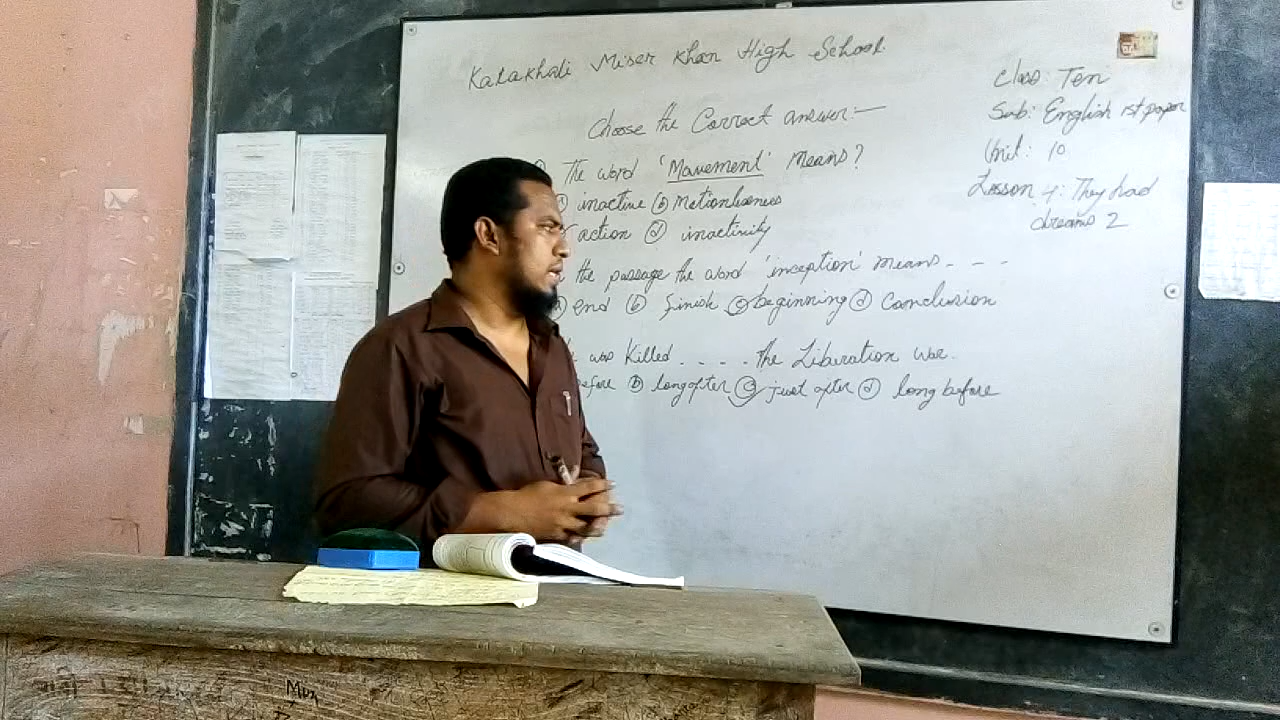 Katakhali Miser Khan High School.
Choose the Correct answer:—
The word 'Movement' Means?
inactive ⓑ Motionlessness
action ⓓ inactivity
the passage the word 'inception' means - - -
end ⓑ finish ⓒ beginning ⓓ Conclusion
was Killed - - - - the Liberation war.
efore ⓑ long after ⓒ just after ⓓ long before
Class: Ten
Sub: English 1st paper
Unit: 10
Lesson 4: They had
dreams 2